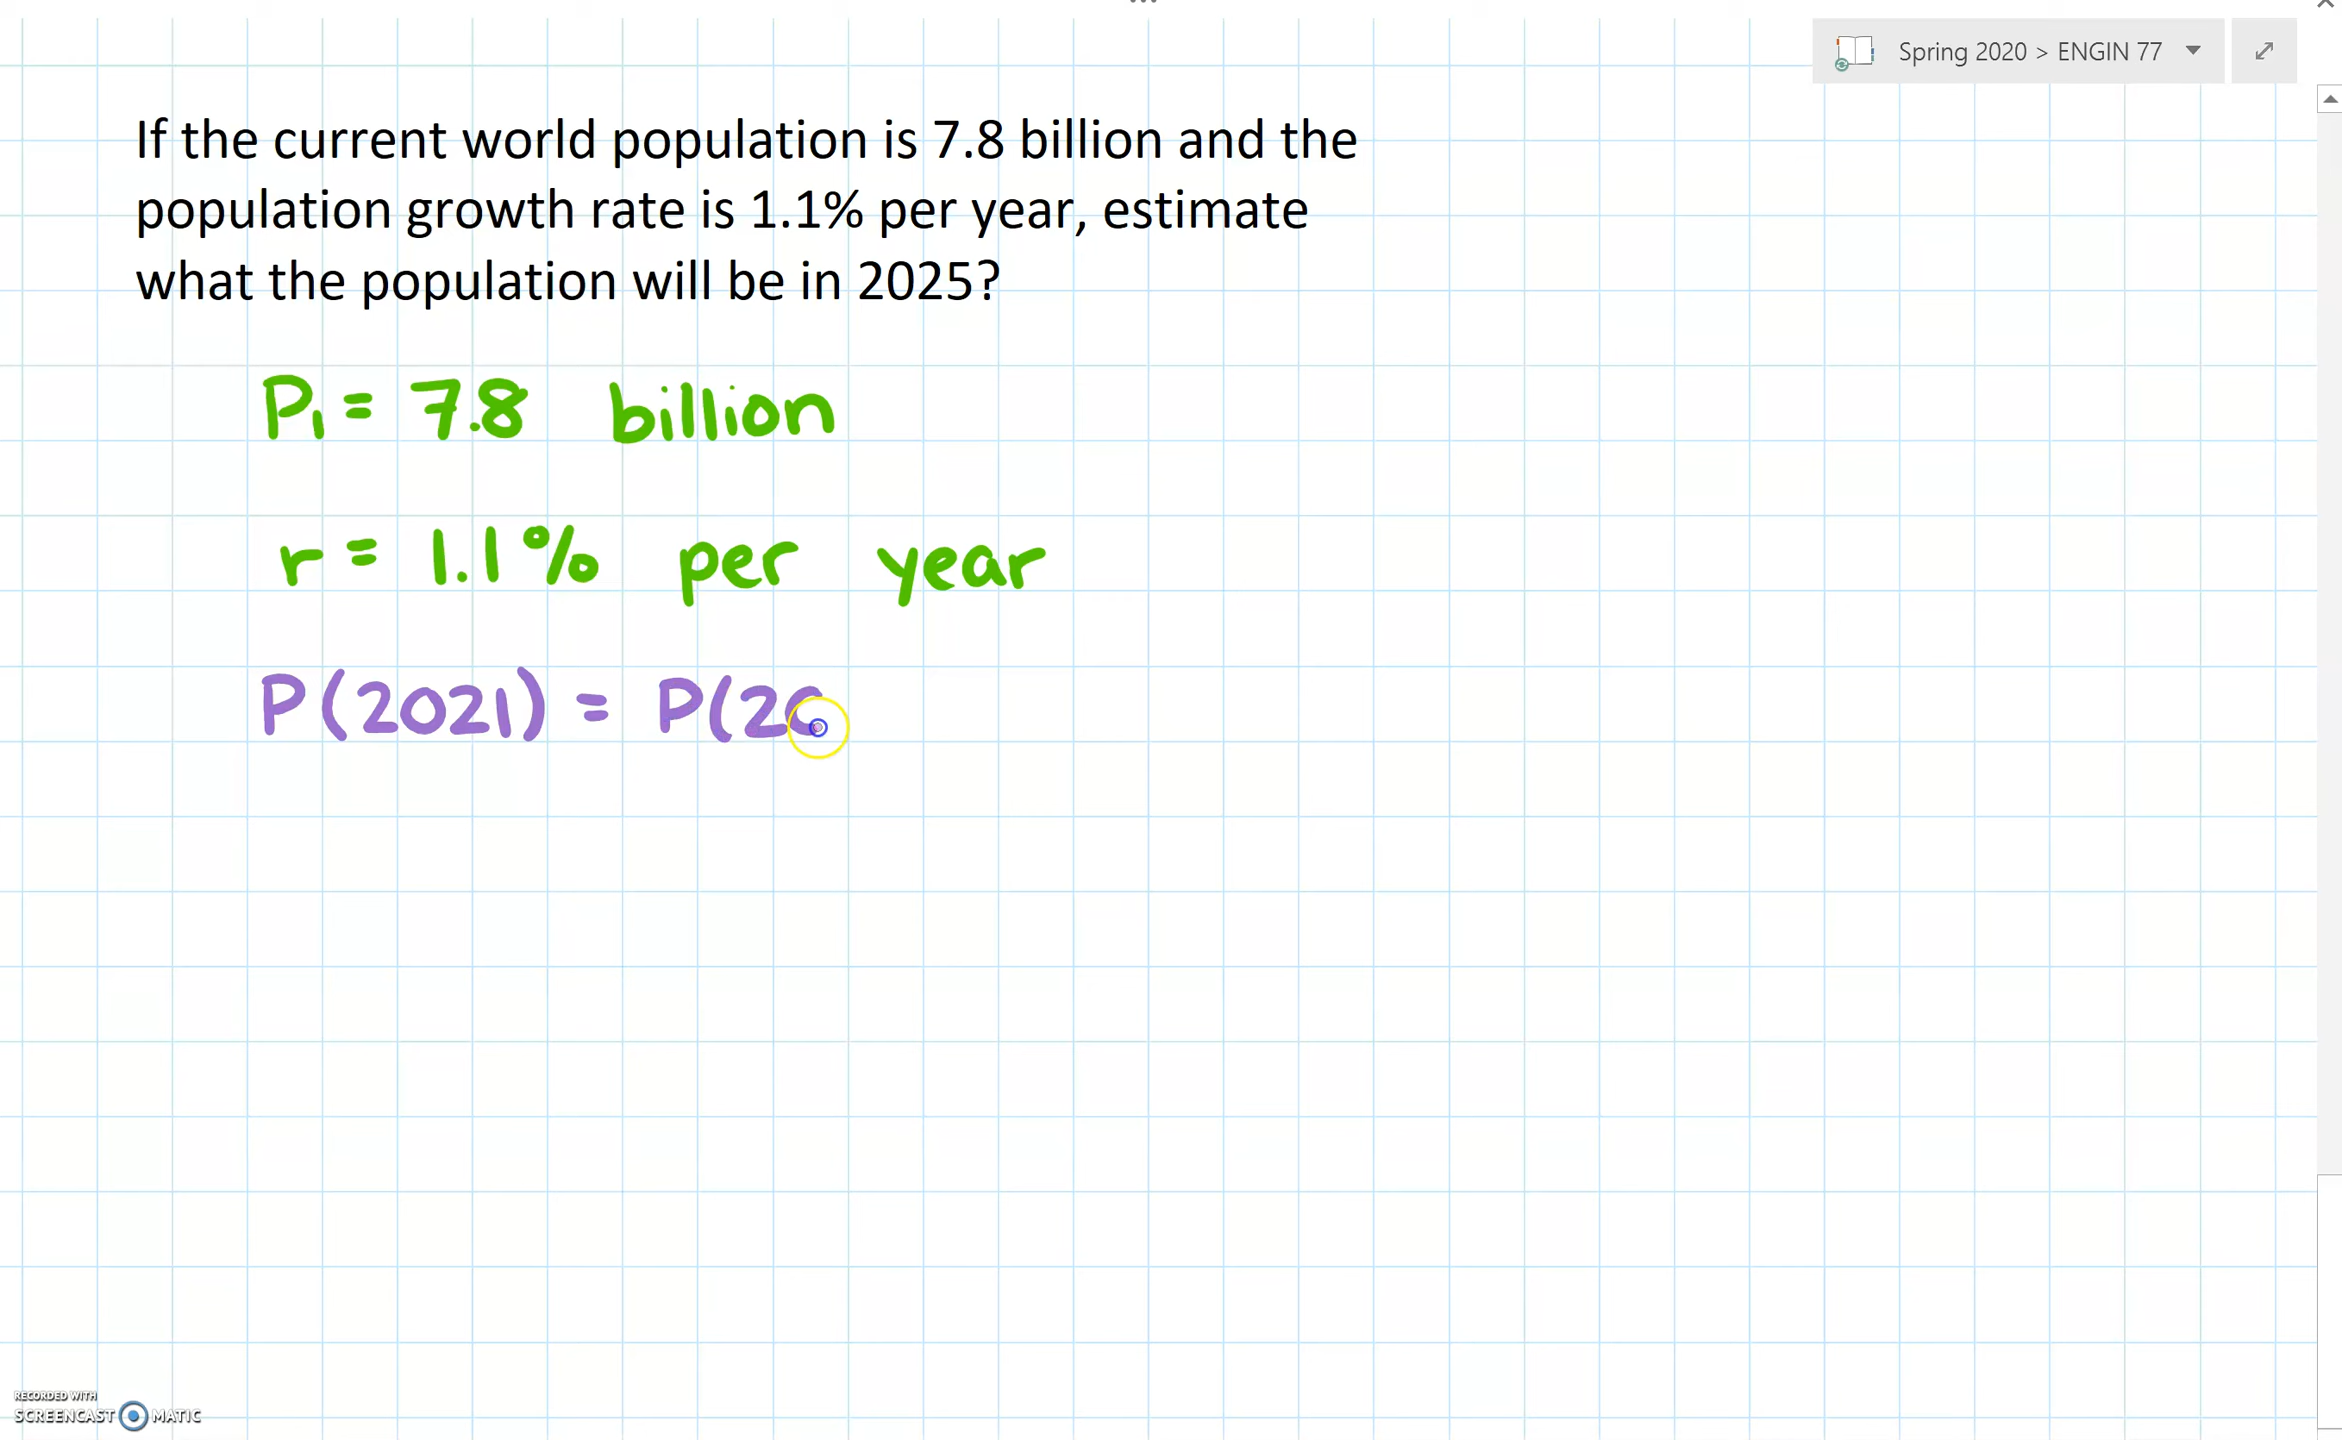 Spring 2020 > ENGIN 77
If the current world population is 7.8 billion and the
population growth rate is 1.1% per year, estimate
what the population will be in 2025?
P₁ = 7.8 billion
r = 1.1% per year
P(2021) = P(20
RECORDED WITH
SCREENCAST MATIC